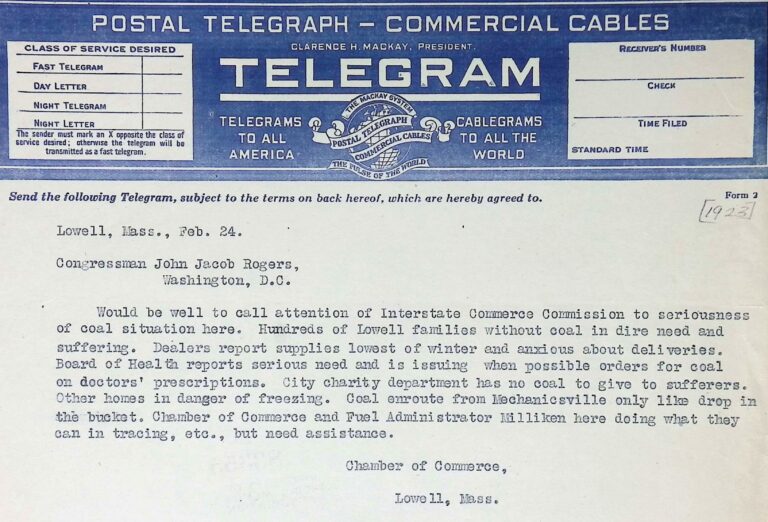 POSTAL TELEGRAPH – COMMERCIAL CABLES
CLARENCE H. MACKAY, PRESIDENT.
TELEGRAM
CLASS OF SERVICE DESIRED
FAST TELEGRAM
DAY LETTER
NIGHT TELEGRAM
NIGHT LETTER
The sender must mark an X opposite the class of
service desired; otherwise the telegram will be
transmitted as a fast telegram.
TELEGRAMS
TO ALL
AMERICA
THE MACKAY SYSTEM
POSTAL TELEGRAPH
COMMERCIAL CABLES
THE PULSE OF THE WORLD
CABLEGRAMS
TO ALL THE
WORLD
RECEIVER'S NUMBER
CHECK
TIME FILED
STANDARD TIME
Send the following Telegram, subject to the terms on back hereof, which are hereby agreed to.
Form 2
[1923]
Lowell, Mass., Feb. 24.
Congressman John Jacob Rogers,
Washington, D.C.
Would be well to call attention of Interstate Commerce Commission to seriousness
of coal situation here. Hundreds of Lowell families without coal in dire need and
suffering. Dealers report supplies lowest of winter and anxious about deliveries.
Board of Health reports serious need and is issuing when possible orders for coal
on doctors' prescriptions. City charity department has no coal to give to sufferers.
Other homes in danger of freezing. Coal enroute from Mechanicsville only like drop in
the bucket. Chamber of Commerce and Fuel Administrator Milliken here doing what they
can in tracing, etc., but need assistance.
Chamber of Commerce,
Lowell, Mass.